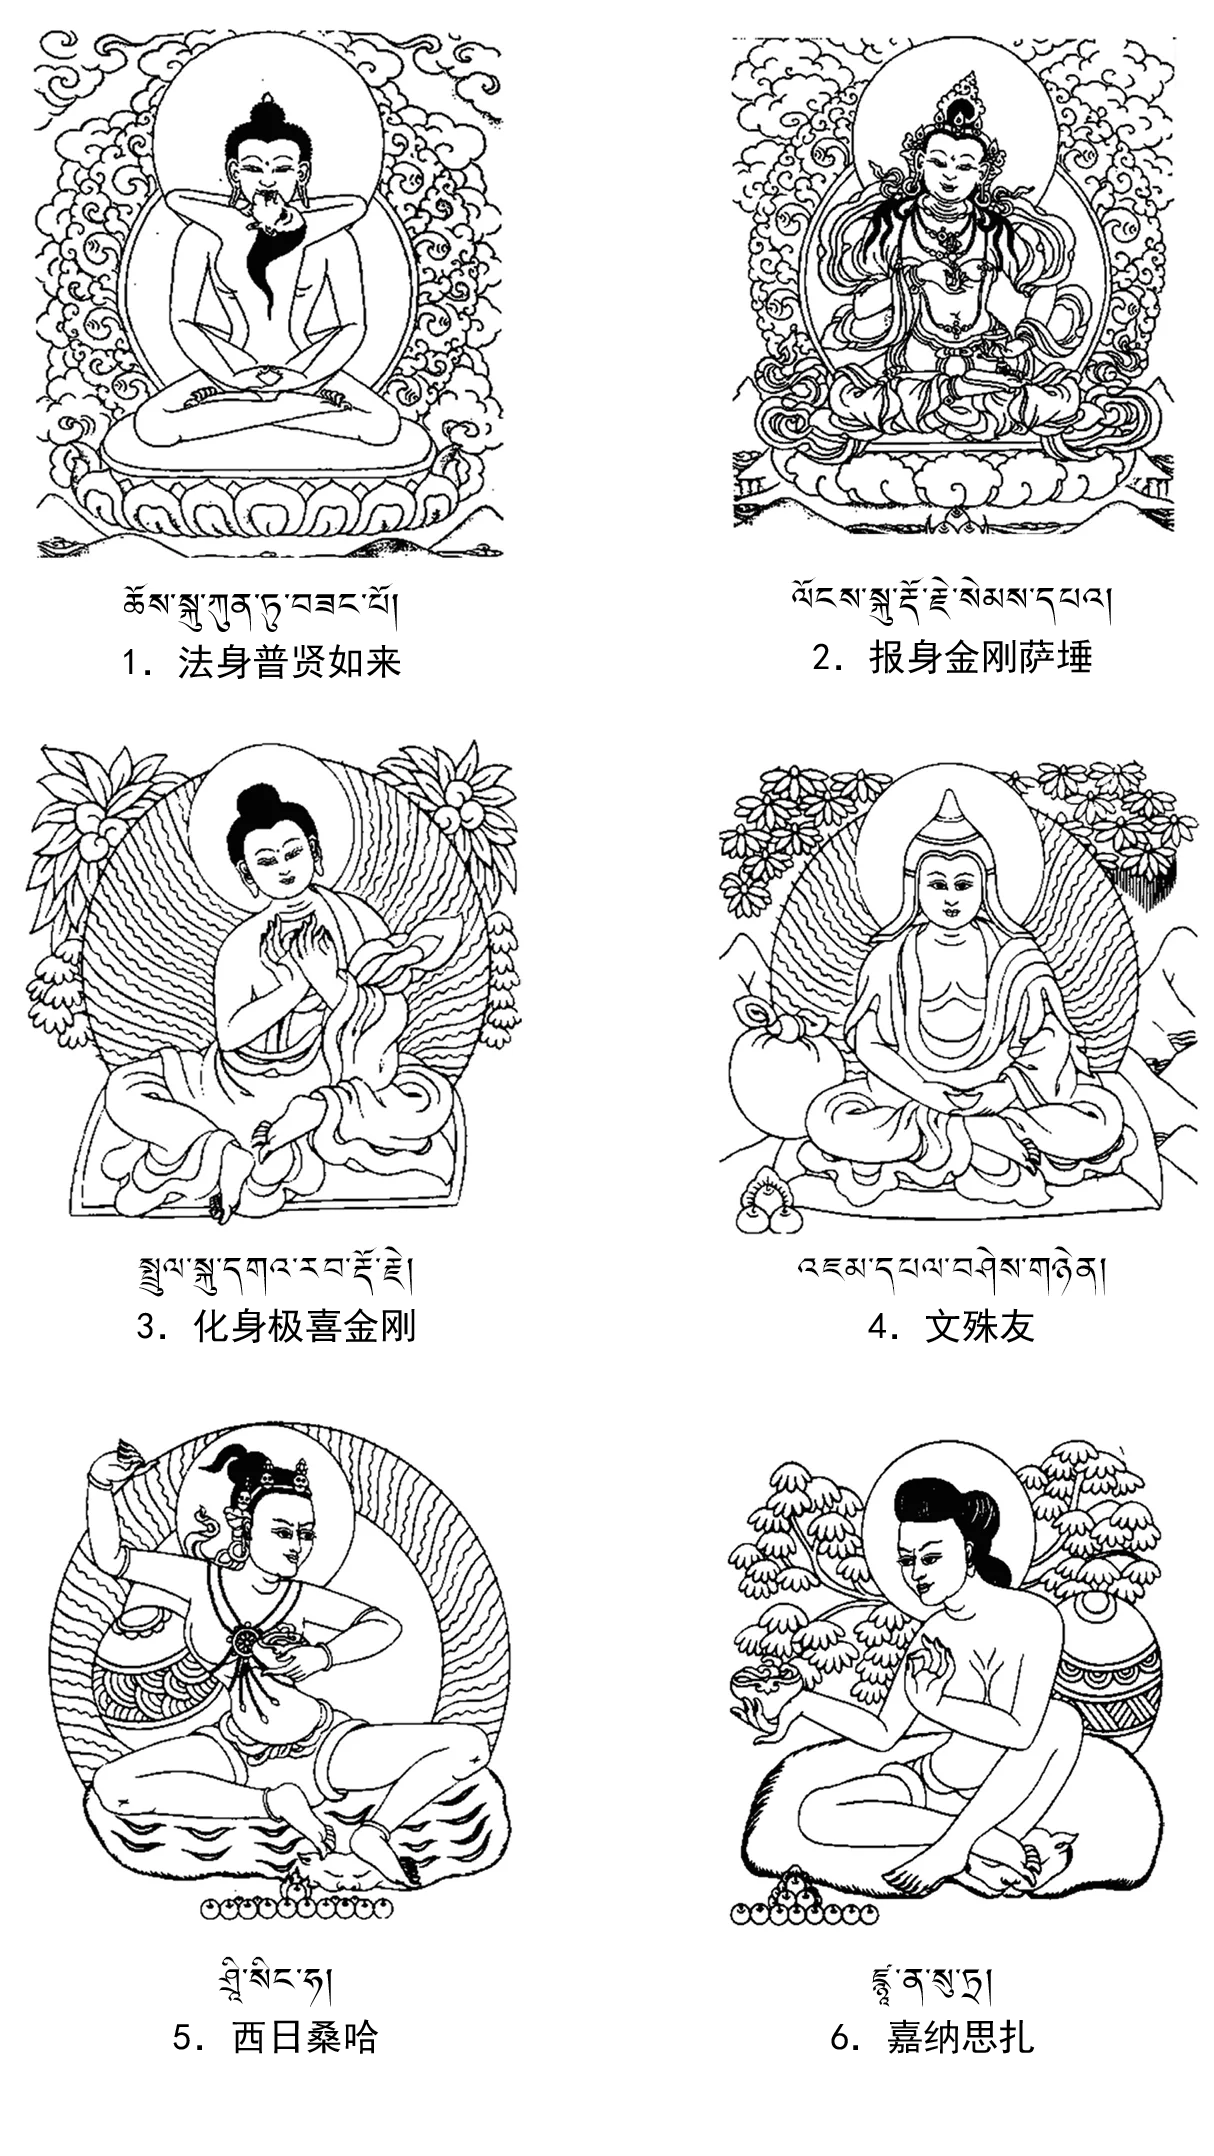 ཆོས་སྐུ་ཀུན་ཏུ་བཟང་པོ།
1. 法身普贤如来
ལོངས་སྐུ་རྡོ་རྗེ་སེམས་དཔའ།
2. 报身金刚萨埵
སྤྲུལ་སྐུ་དགའ་རབ་རྡོ་རྗེ།
3. 化身极喜金刚
འཇམ་དཔལ་བཤེས་གཉེན།
4. 文殊友
ཤྲཱི་སིང་ཧ།
5. 西日桑哈
ཛྙཱ་ན་སུ་ཏྲ།
6. 嘉纳思扎